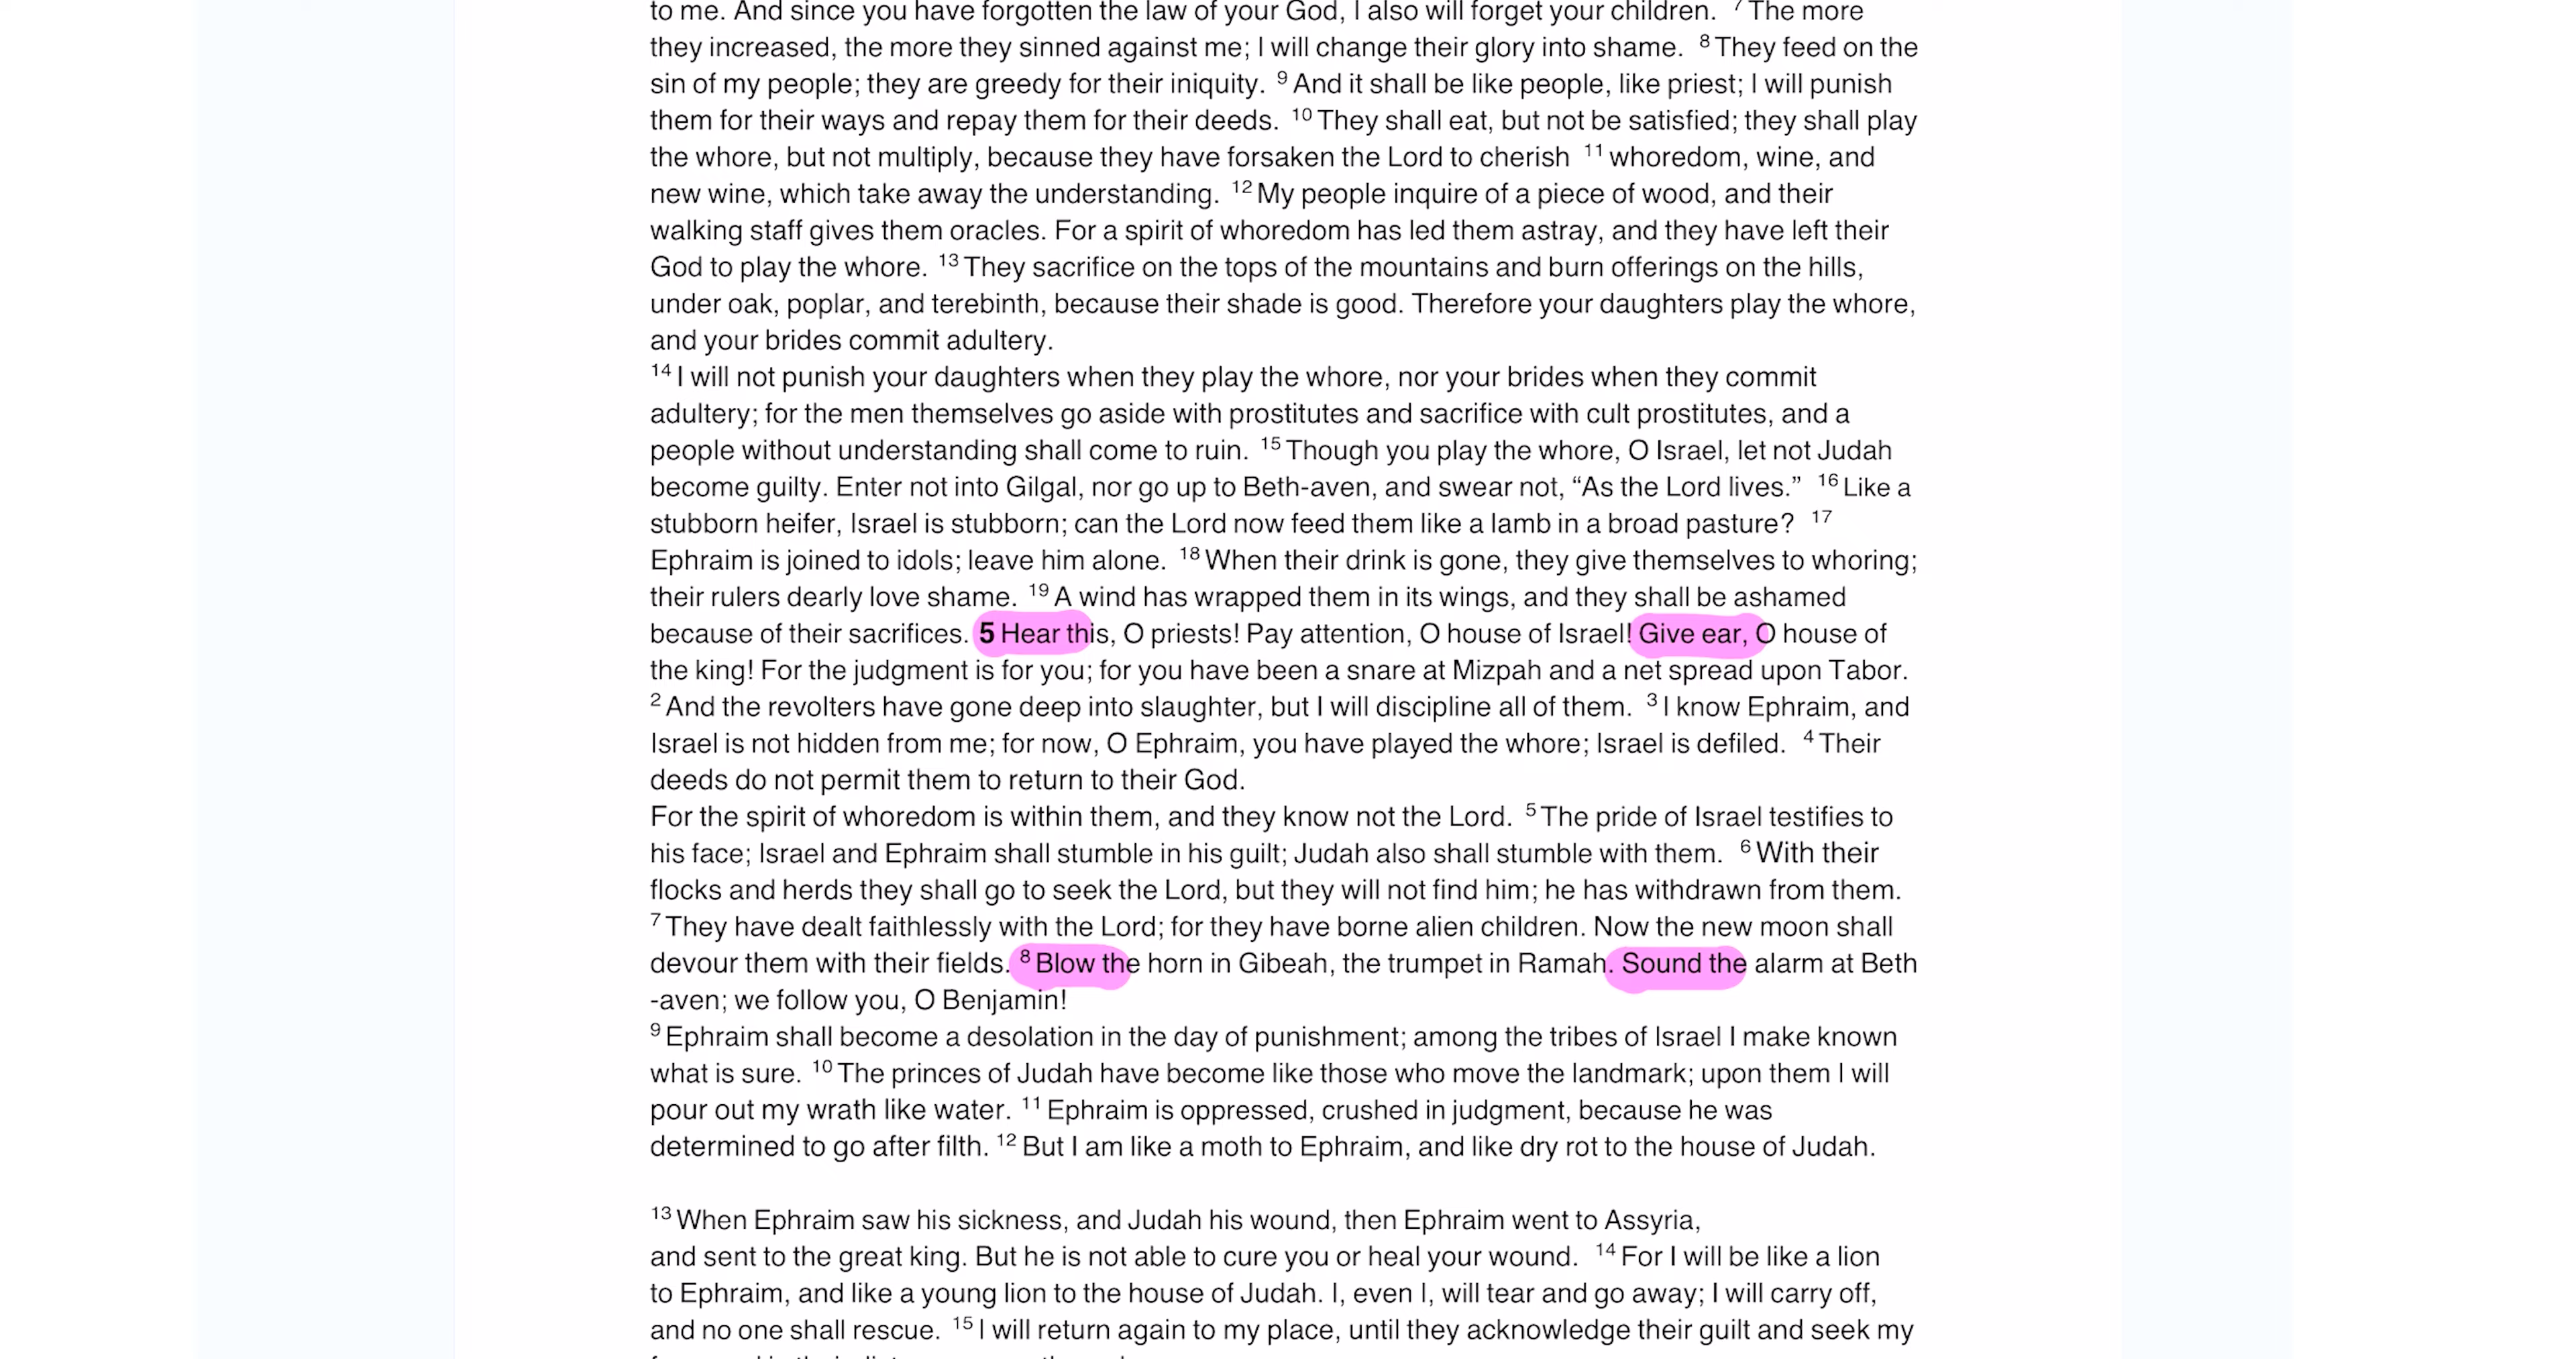 to me. And since you have forgotten the law of your God, I also will forget your children. 7 The more
they increased, the more they sinned against me; I will change their glory into shame. 8 They feed on the
sin of my people; they are greedy for their iniquity. 9 And it shall be like people, like priest; I will punish
them for their ways and repay them for their deeds. 10 They shall eat, but not be satisfied; they shall play
the whore, but not multiply, because they have forsaken the Lord to cherish 11 whoredom, wine, and
new wine, which take away the understanding. 12 My people inquire of a piece of wood, and their
walking staff gives them oracles. For a spirit of whoredom has led them astray, and they have left their
God to play the whore. 13 They sacrifice on the tops of the mountains and burn offerings on the hills,
under oak, poplar, and terebinth, because their shade is good. Therefore your daughters play the whore,
and your brides commit adultery.
14 I will not punish your daughters when they play the whore, nor your brides when they commit
adultery; for the men themselves go aside with prostitutes and sacrifice with cult prostitutes, and a
people without understanding shall come to ruin. 15 Though you play the whore, O Israel, let not Judah
become guilty. Enter not into Gilgal, nor go up to Beth-aven, and swear not, “As the Lord lives.” 16 Like a
stubborn heifer, Israel is stubborn; can the Lord now feed them like a lamb in a broad pasture? 17
Ephraim is joined to idols; leave him alone. 18 When their drink is gone, they give themselves to whoring;
their rulers dearly love shame. 19 A wind has wrapped them in its wings, and they shall be ashamed
because of their sacrifices. 5 Hear this, O priests! Pay attention, O house of Israel! Give ear, O house of
the king! For the judgment is for you; for you have been a snare at Mizpah and a net spread upon Tabor.
2 And the revolters have gone deep into slaughter, but I will discipline all of them. 3 I know Ephraim, and
Israel is not hidden from me; for now, O Ephraim, you have played the whore; Israel is defiled. 4 Their
deeds do not permit them to return to their God.
For the spirit of whoredom is within them, and they know not the Lord. 5 The pride of Israel testifies to
his face; Israel and Ephraim shall stumble in his guilt; Judah also shall stumble with them. 6 With their
flocks and herds they shall go to seek the Lord, but they will not find him; he has withdrawn from them.
7 They have dealt faithlessly with the Lord; for they have borne alien children. Now the new moon shall
devour them with their fields. 8 Blow the horn in Gibeah, the trumpet in Ramah. Sound the alarm at Beth
-aven; we follow you, O Benjamin!
9 Ephraim shall become a desolation in the day of punishment; among the tribes of Israel I make known
what is sure. 10 The princes of Judah have become like those who move the landmark; upon them I will
pour out my wrath like water. 11 Ephraim is oppressed, crushed in judgment, because he was
determined to go after filth. 12 But I am like a moth to Ephraim, and like dry rot to the house of Judah.
13 When Ephraim saw his sickness, and Judah his wound, then Ephraim went to Assyria,
and sent to the great king. But he is not able to cure you or heal your wound. 14 For I will be like a lion
to Ephraim, and like a young lion to the house of Judah. I, even I, will tear and go away; I will carry off,
and no one shall rescue. 15 I will return again to my place, until they acknowledge their guilt and seek my